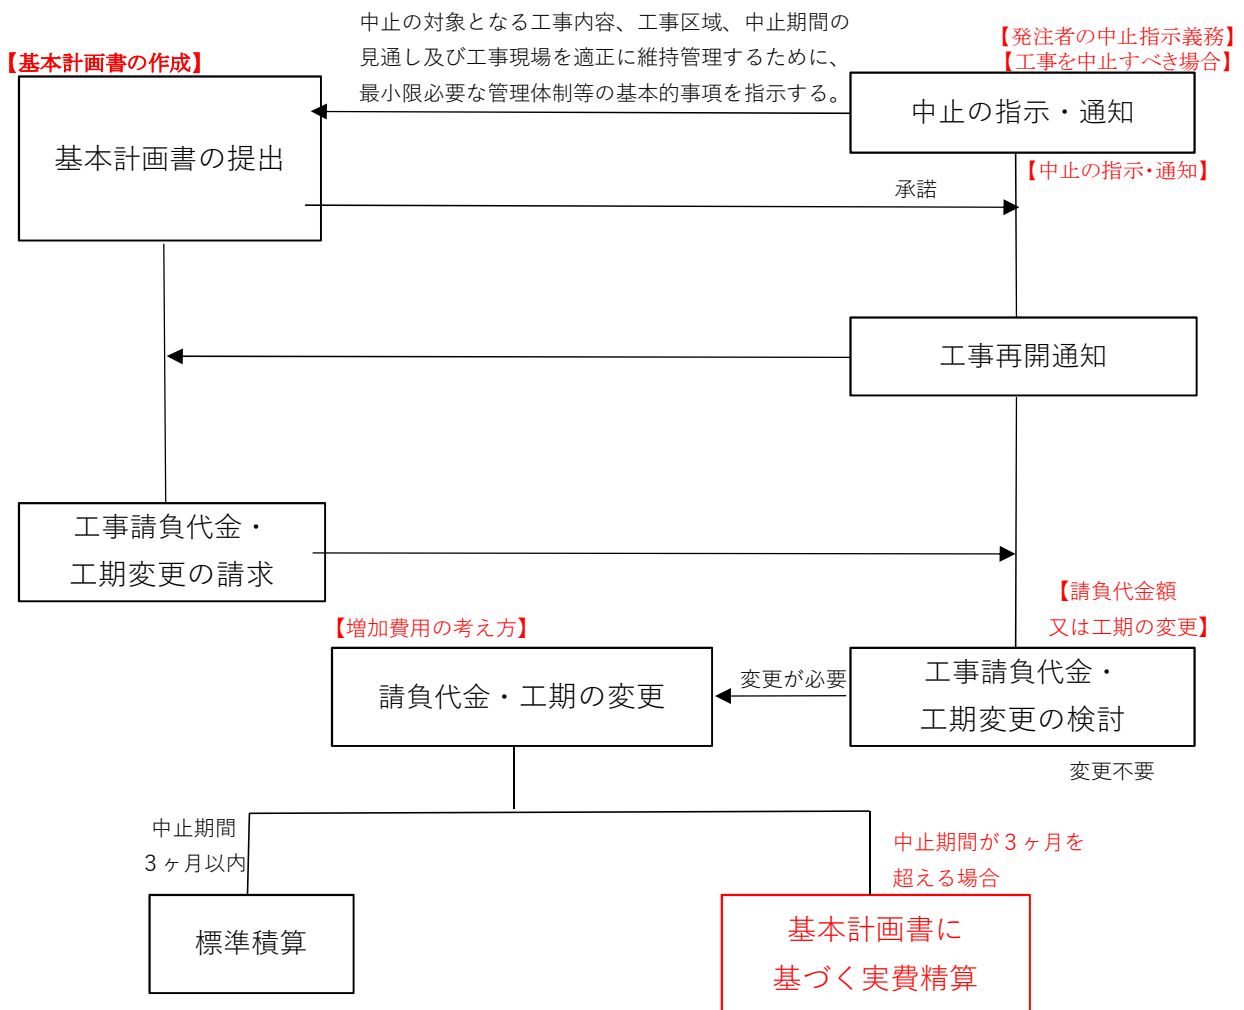 中止の対象となる工事内容、工事区域、中止期間の
見通し及び工事現場を適正に維持管理するために、
最小限必要な管理体制等の基本的事項を指示する。
【発注者の中止指示義務】
【工事を中止すべき場合】
【基本計画書の作成】
中止の指示・通知
基本計画書の提出
【中止の指示・通知】
承諾
工事再開通知
工事請負代金・
工期変更の請求
【請負代金額
又は工期の変更】
【増加費用の考え方】
工事請負代金・
工期変更の検討
変更が必要
請負代金・工期の変更
変更不要
中止期間
３ヶ月以内
中止期間が３ヶ月を
超える場合
標準積算
基本計画書に
基づく実費精算